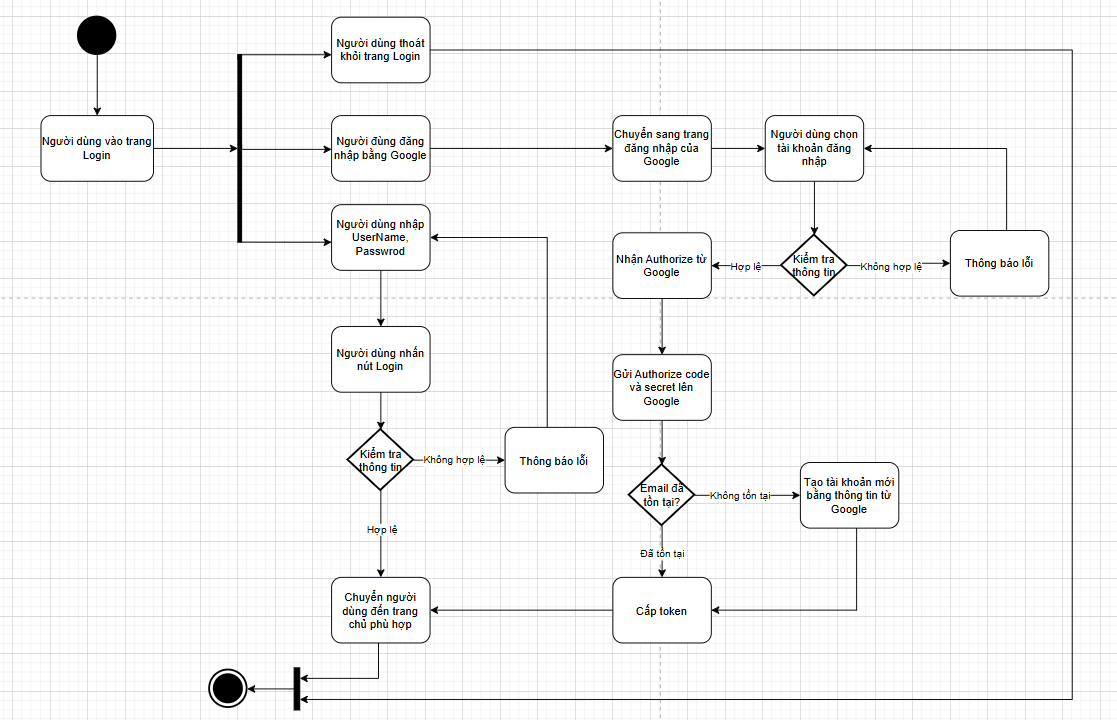 Người dùng thoát
khỏi trang Login
Người dùng vào trang
Login
Người đùng đăng
nhập bằng Google
Chuyển sang trang
đăng nhập của
Google
Người dùng chọn
tài khoản đăng
nhập
Người dùng nhập
UserName,
Passwrod
Nhận Authorize từ
Google
Hợp lệ
Kiểm tra
thông tin
Không hợp lệ
Thông báo lỗi
Người dùng nhấn
nút Login
Gửi Authorize code
và secret lên
Google
Kiểm tra
thông tin
Không hợp lệ
Thông báo lỗi
Email đã
tồn tại?
Không tồn tại
Tạo tài khoản mới
bằng thông tin từ
Google
Hợp lệ
Đã tồn tại
Chuyển người
dùng đến trang
chủ phù hợp
Cấp token